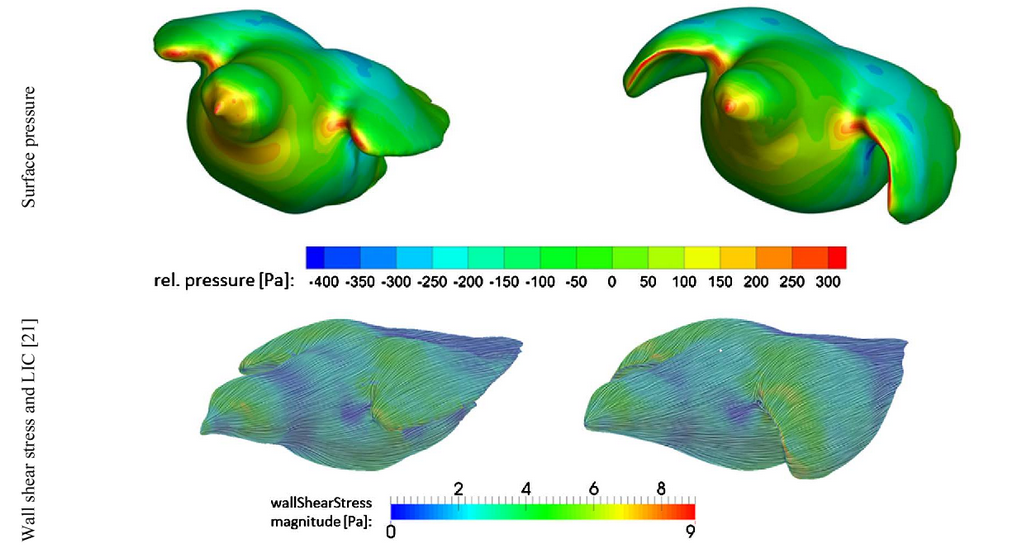 Surface pressure
rel. pressure [Pa]: -400 -350 -300 -250 -200 -150 -100 -50 0 50 100 150 200 250 300
Wall shear stress and LIC [21]
2 4 6 8
wallShearStress
magnitude [Pa]:
0 9